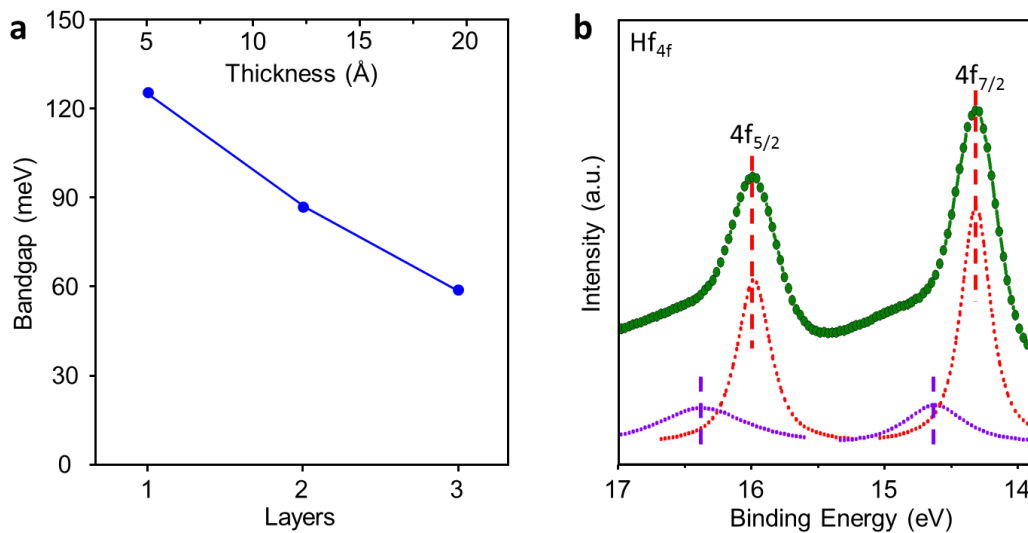 a
150
120
90
60
30
0
Bandgap (meV)
5 10 15 20
Thickness (Å)
1 2 3
Layers
b
Hf4f
4f5/2
4f7/2
Intensity (a.u.)
17 16 15 14
Binding Energy (eV)